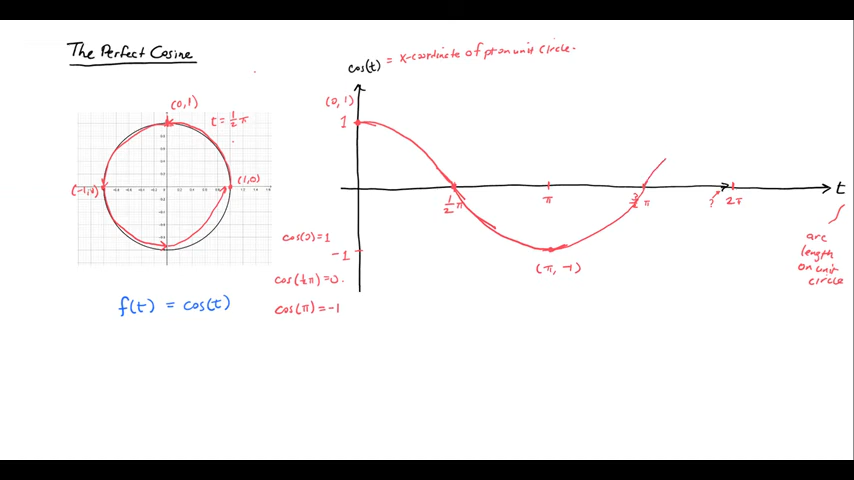 The Perfect Cosine
cos(t) = x-coordinate of pt on unit circle.
(0,1)
t = 1/2 π
(-1,0)
(1,0)
(0,1)
1
-1
1/2 π
π
3/2 π
?
2π
t
arc
length
on unit
circle
(π, -1)
cos(0)=1
cos(½π)=0.
cos(π)=-1
f(t) = cos(t)